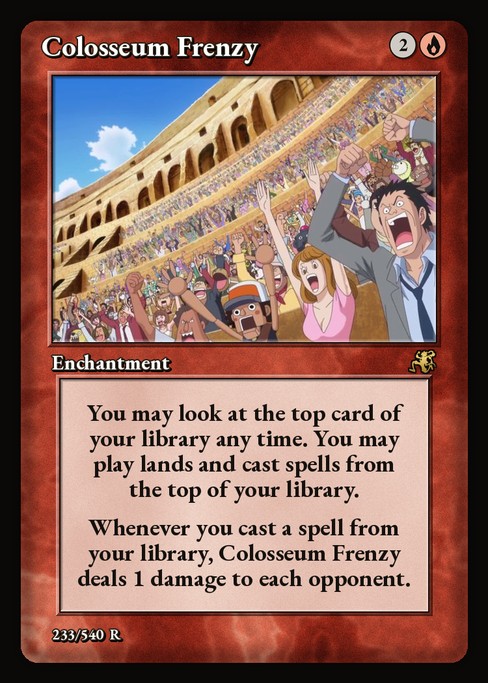 Colosseum Frenzy 2
Enchantment
You may look at the top card of
your library any time. You may
play lands and cast spells from
the top of your library.
Whenever you cast a spell from
your library, Colosseum Frenzy
deals 1 damage to each opponent.
233/540 R